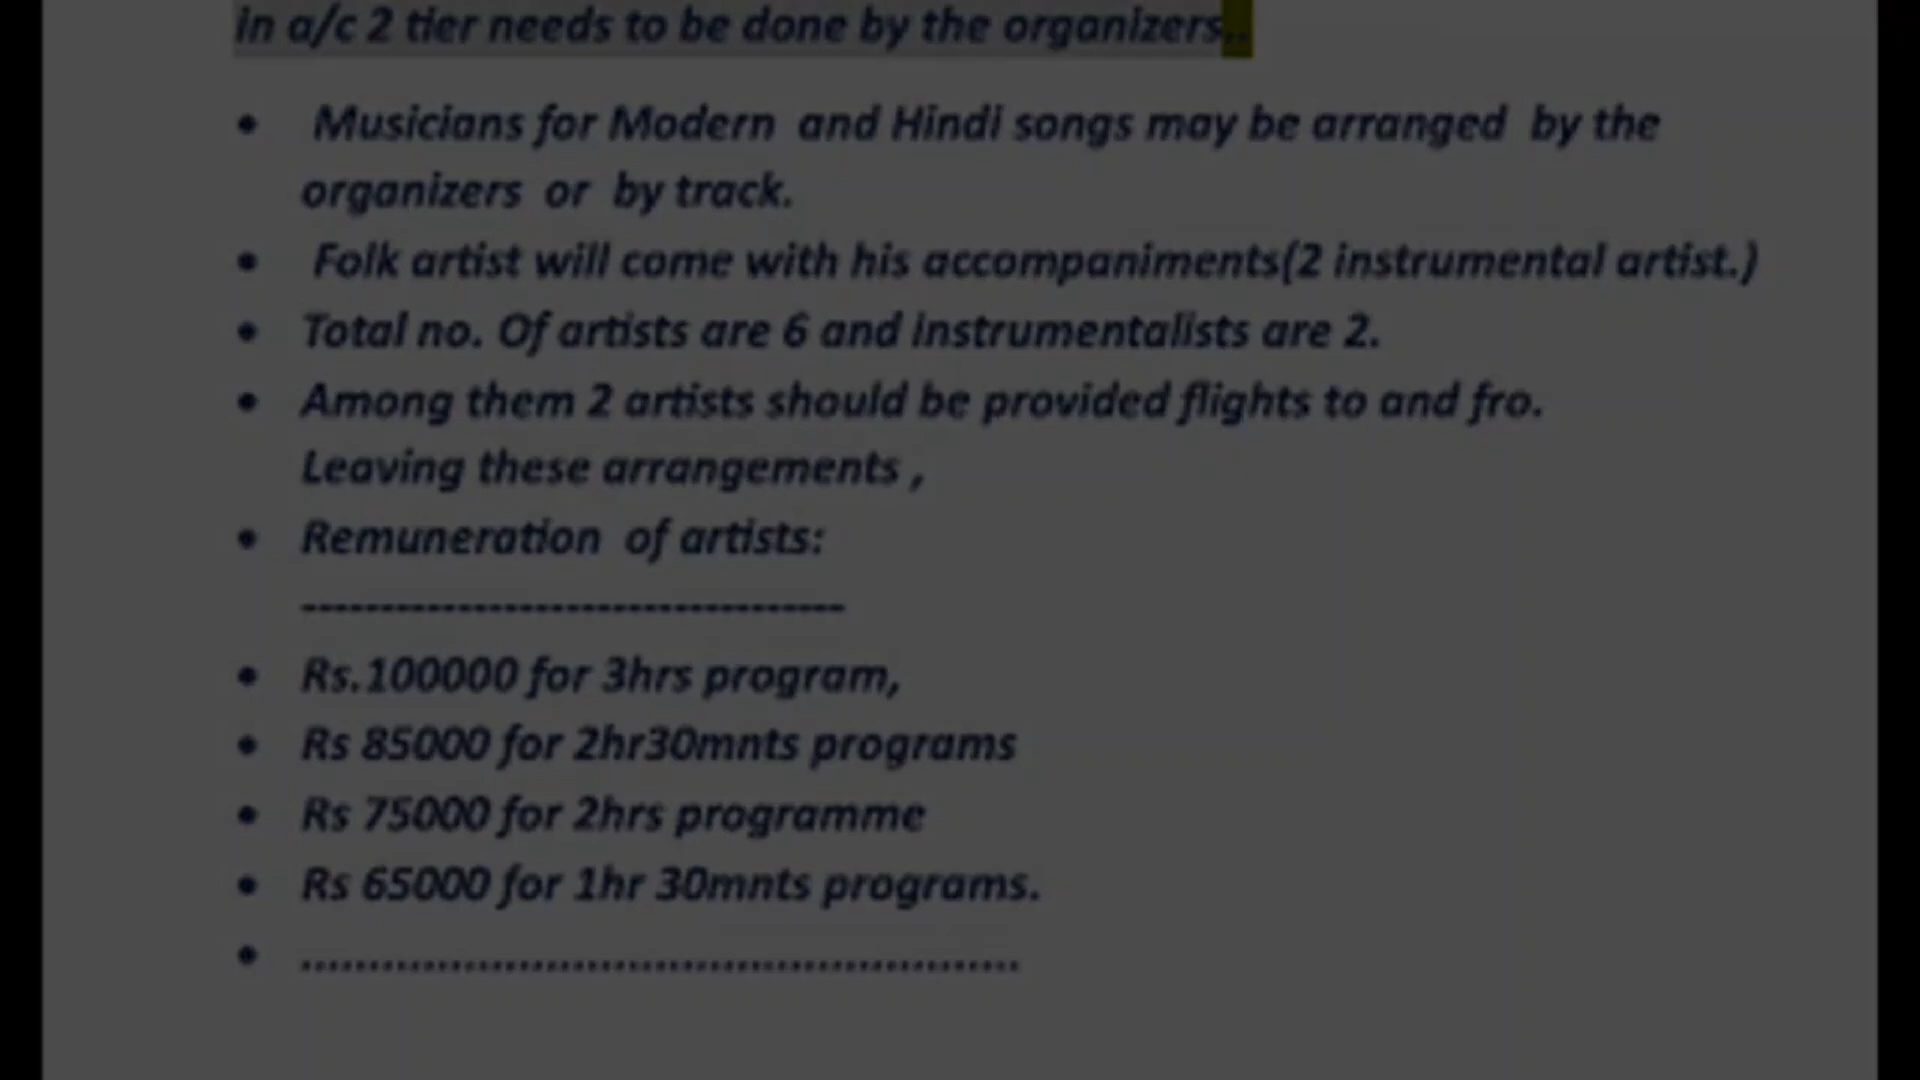 in a/c 2 tier needs to be done by the organizers..
• Musicians for Modern and Hindi songs may be arranged by the
organizers or by track.
• Folk artist will come with his accompaniments(2 instrumental artist.)
• Total no. Of artists are 6 and instrumentalists are 2.
• Among them 2 artists should be provided flights to and fro.
Leaving these arrangements ,
• Remuneration of artists:
-----------------------------------
• Rs.100000 for 3hrs program,
• Rs 85000 for 2hr30mnts programs
• Rs 75000 for 2hrs programme
• Rs 65000 for 1hr 30mnts programs.
• .....................................................